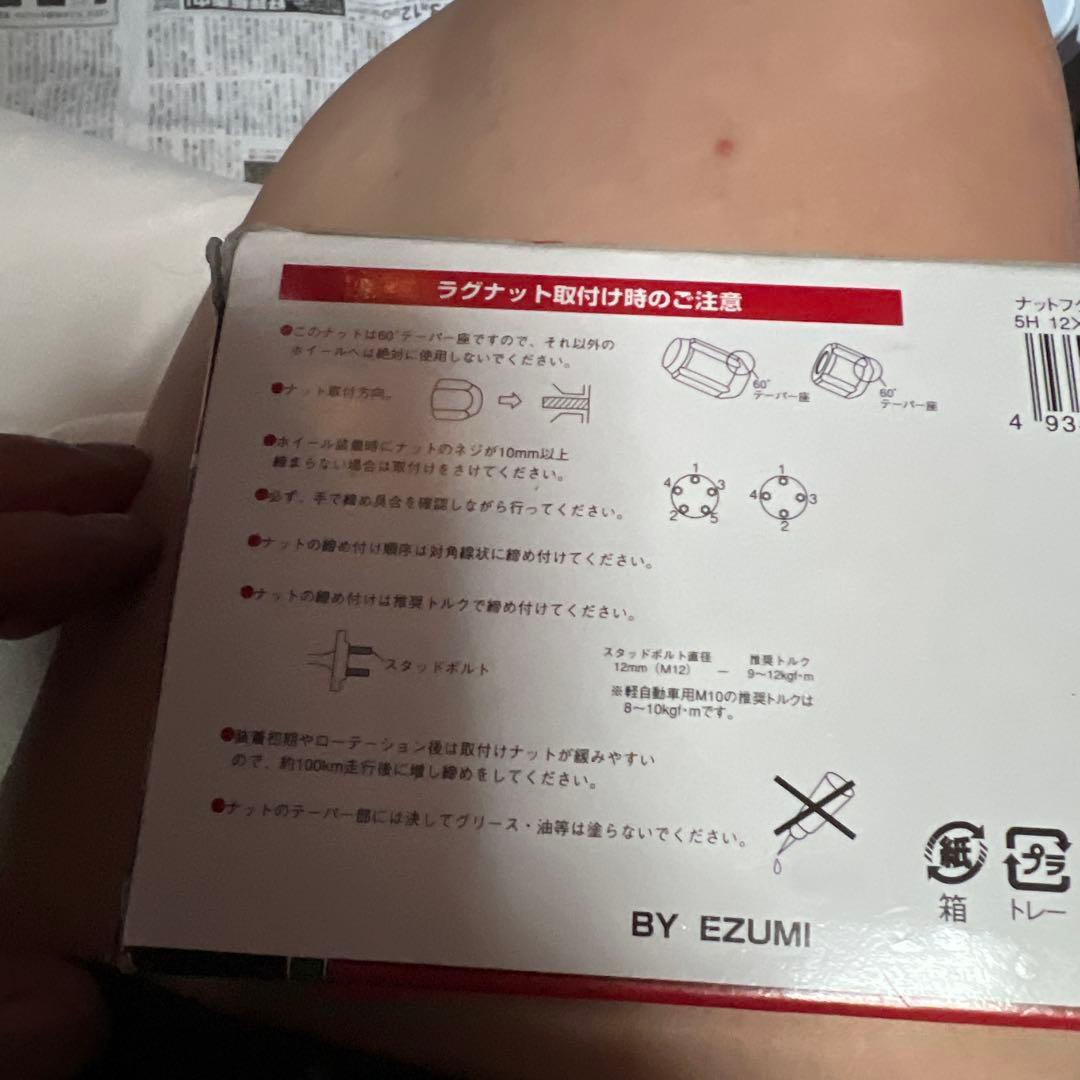 ラグナット取付け時のご注意
●このナットは60°テーパー座ですので、それ以外の
ホイールへは絶対に使用しないでください。
60°
テーパー座
60°
テーパー座
●ナット取付方向。
●ホイール装着時にナットのネジが10mm以上
締まらない場合は取付けをさけてください。
●必ず、手で締め具合を確認しながら行ってください。
1
4 3
2 5
1
4 3
2
●ナットの締め付け順序は対角線状に締め付けてください。
●ナットの締め付けは推奨トルクで締め付けてください。
スタッドボルト
スタッドボルト直径 推奨トルク
12mm（M12） — 9〜12kgf・m
※軽自動車用M10の推奨トルクは
8〜10kgf・mです。
●装着初期やローテーション後は取付けナットが緩みやすい
ので、約100km走行後に増し締めをしてください。
●ナットのテーパー部には決してグリース・油等は塗らないでください。
BY EZUMI
ナットフ
5H 12×
4 93
紙
箱
プラ
トレー